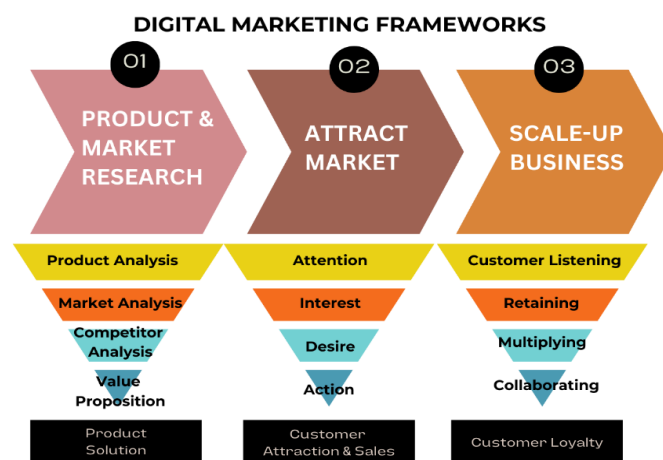 DIGITAL MARKETING FRAMEWORKS
01
PRODUCT &
MARKET
RESEARCH
Product Analysis
Market Analysis
Competitor
Analysis
Value
Proposition
Product
Solution
02
ATTRACT
MARKET
Attention
Interest
Desire
Action
Customer
Attraction & Sales
03
SCALE-UP
BUSINESS
Customer Listening
Retaining
Multiplying
Collaborating
Customer Loyalty